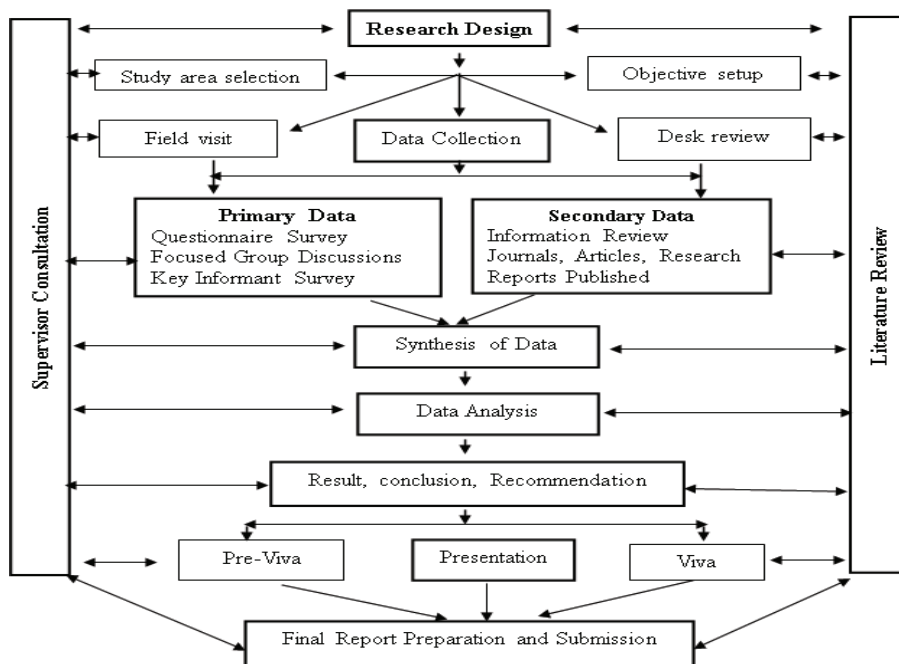 Research Design
Study area selection
Objective setup
Field visit
Data Collection
Desk review
Primary Data
Questionnaire Survey
Focused Group Discussions
Key Informant Survey
Secondary Data
Information Review
Journals, Articles, Research
Reports Published
Supervisor Consultation
Literature Review
Synthesis of Data
Data Analysis
Result, conclusion, Recommendation
Pre-Viva
Presentation
Viva
Final Report Preparation and Submission